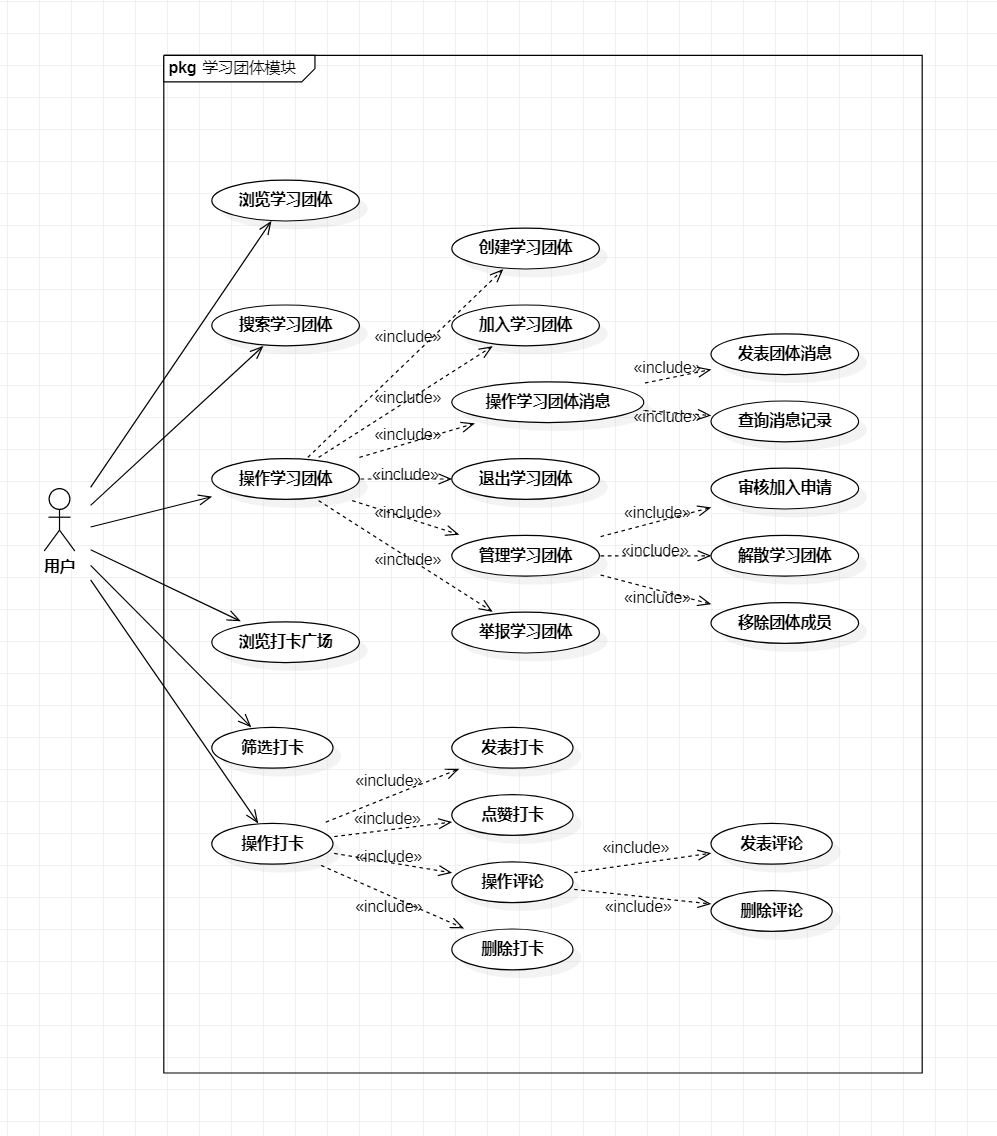 pkg 学习团体模块
浏览学习团体
创建学习团体
搜索学习团体
加入学习团体
«include»
发表团体消息
«include»
«include»
操作学习团体消息
«include»
查询消息记录
«include»
操作学习团体
«include»
退出学习团体
审核加入申请
«include»
«include»
用户
管理学习团体
«include»
解散学习团体
«include»
«include»
移除团体成员
举报学习团体
浏览打卡广场
筛选打卡
发表打卡
«include»
«include»
点赞打卡
操作打卡
«include»
«include»
发表评论
操作评论
«include»
«include»
删除评论
删除打卡